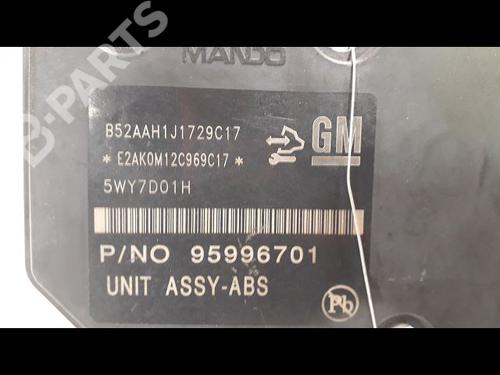 B-PARTS
MANDO
B52AAH1J1729C17
* E2AK0M12C969C17 *
GM
5WY7D01H
P/NO 95996701
UNIT ASSY-ABS
Pb